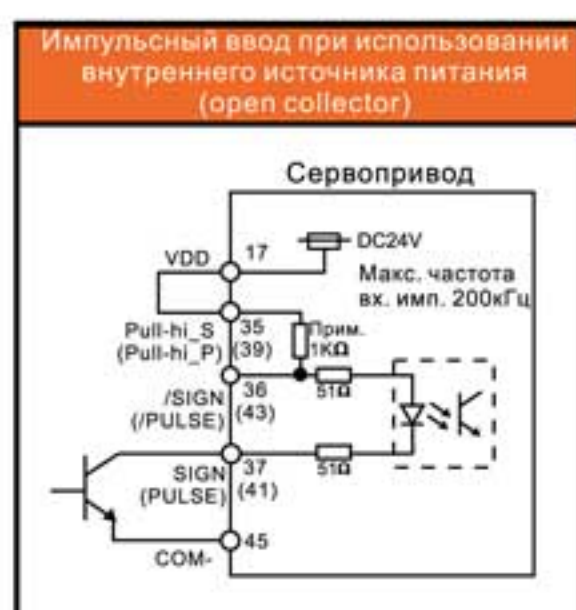 Импульсный ввод при использовании
внутреннего источника питания
(open collector)
Сервопривод
VDD
17
DC24V
Макс. частота
вх. имп. 200кГц
Pull-hi_S
(Pull-hi_P)
35
(39)
Прим.
1KΩ
/SIGN
(/PULSE)
36
(43)
51Ω
SIGN
(PULSE)
37
(41)
51Ω
COM-
45